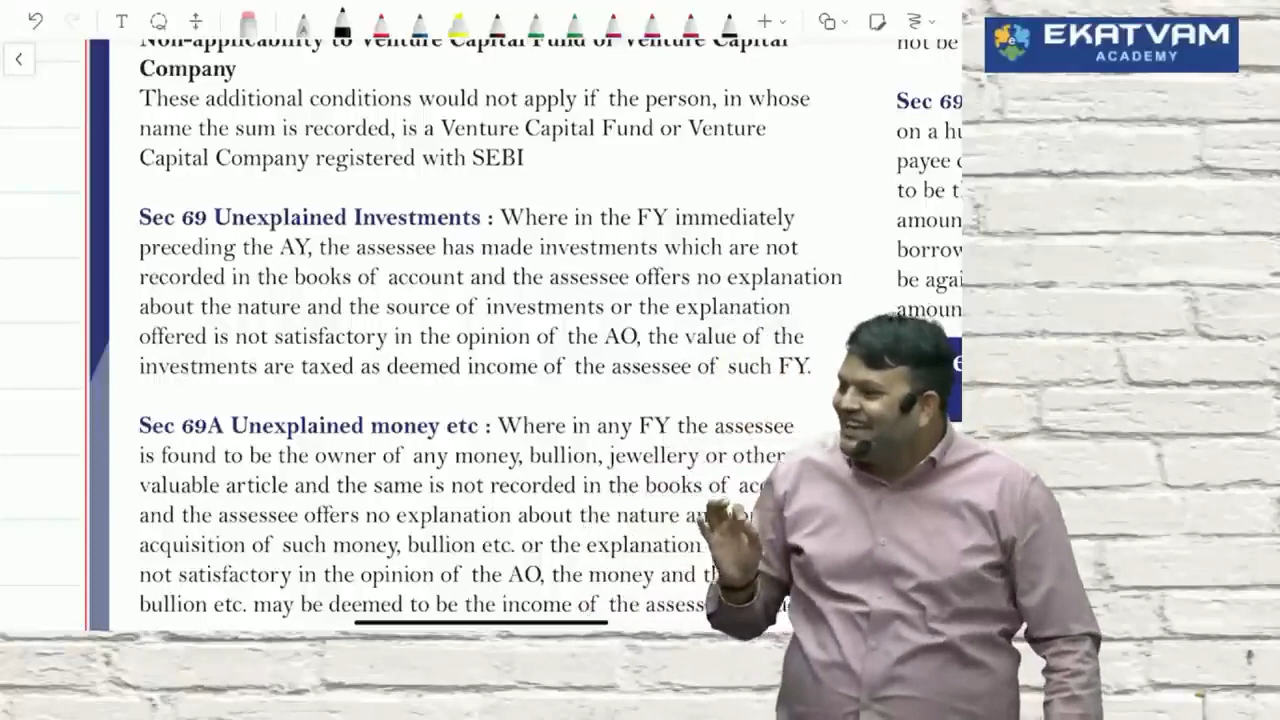 Non-applicability to Venture Capital Fund or Venture Capital
Company
These additional conditions would not apply if the person, in whose
name the sum is recorded, is a Venture Capital Fund or Venture
Capital Company registered with SEBI
Sec 69 Unexplained Investments : Where in the FY immediately
preceding the AY, the assessee has made investments which are not
recorded in the books of account and the assessee offers no explanation
about the nature and the source of investments or the explanation
offered is not satisfactory in the opinion of the AO, the value of the
investments are taxed as deemed income of the assessee of such FY.
Sec 69A Unexplained money etc : Where in any FY the assessee
is found to be the owner of any money, bullion, jewellery or other
valuable article and the same is not recorded in the books of
and the assessee offers no explanation about the nature
acquisition of such money, bullion etc. or the explanation
not satisfactory in the opinion of the AO, the money and
bullion etc. may be deemed to be the income of the
not be
Sec 69
on a
payee
to be
amoun
borrow
be
amoun
EKATVAM
ACADEMY
T